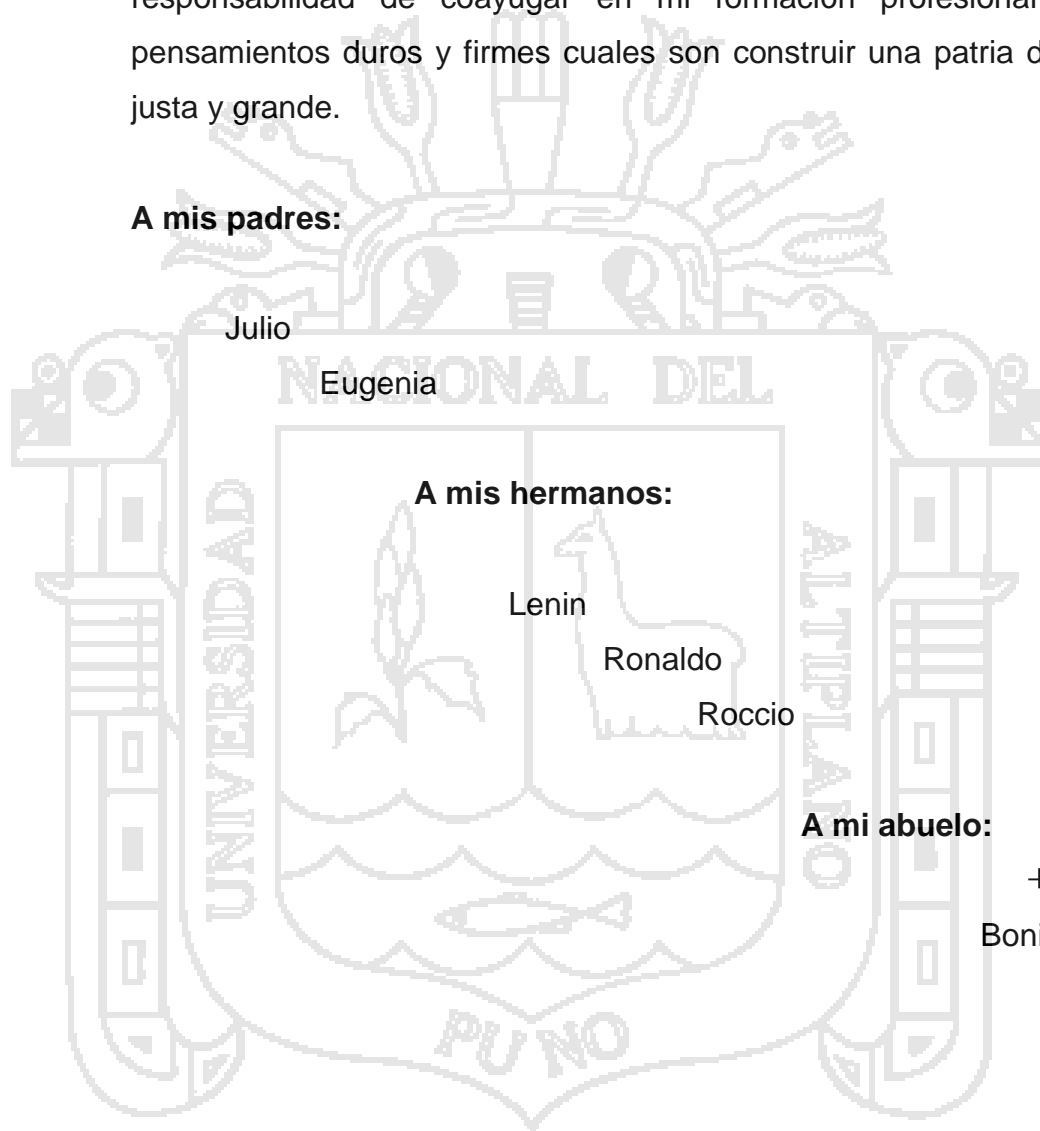 responsabilidad de coayugar en mi formación profesional
pensamientos duros y firmes cuales son construir una patria
justa y grande.
A mis padres:
Julio
Eugenia
A mis hermanos:
Lenin
Ronaldo
Roccio
A mi abuelo:
+
UNIVERSIDAD
NACIONAL DEL
ALTIPLANO
PUNO